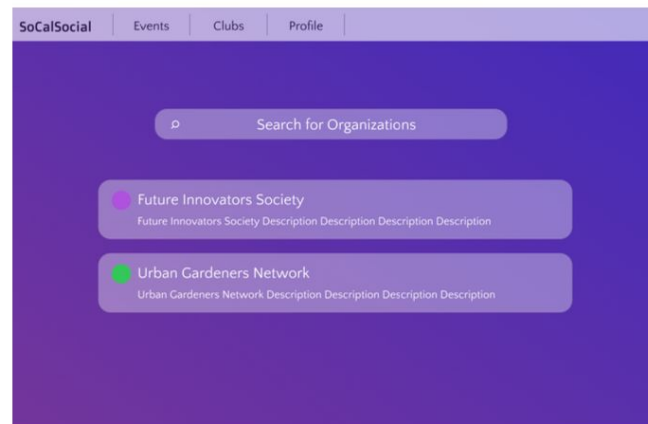 SoCalSocial Events Clubs Profile
Search for Organizations
Future Innovators Society
Future Innovators Society Description Description Description Description
Urban Gardeners Network
Urban Gardeners Network Description Description Description Description